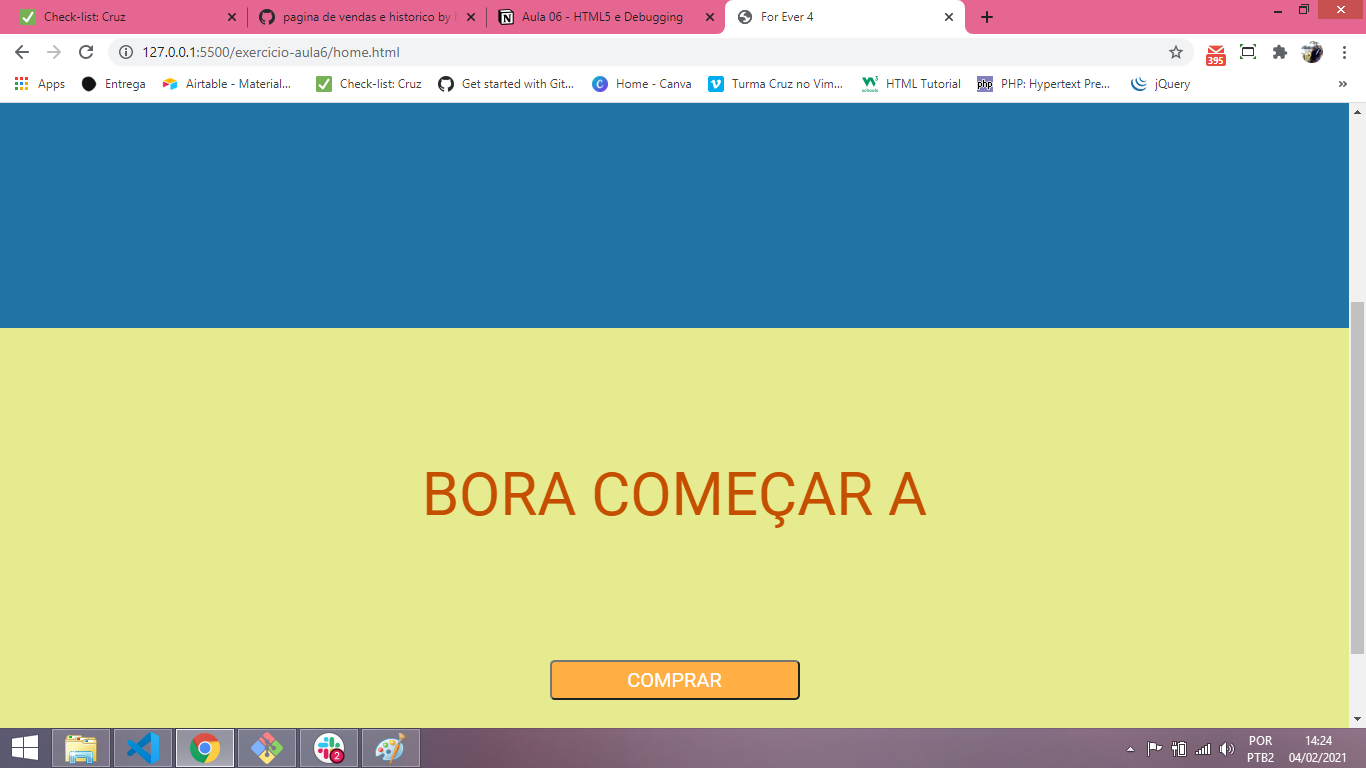 Check-list: Cruz
pagina de vendas e historico by
Aula 06 - HTML5 e Debugging
For Ever 4
127.0.0.1:5500/exercicio-aula6/home.html
395
Apps
Entrega
Airtable - Material...
Check-list: Cruz
Get started with Git...
Home - Canva
Turma Cruz no Vim...
HTML Tutorial
PHP: Hypertext Pre...
jQuery
»
BORA COMEÇAR A
COMPRAR
2
POR
PTB2
14:24
04/02/2021